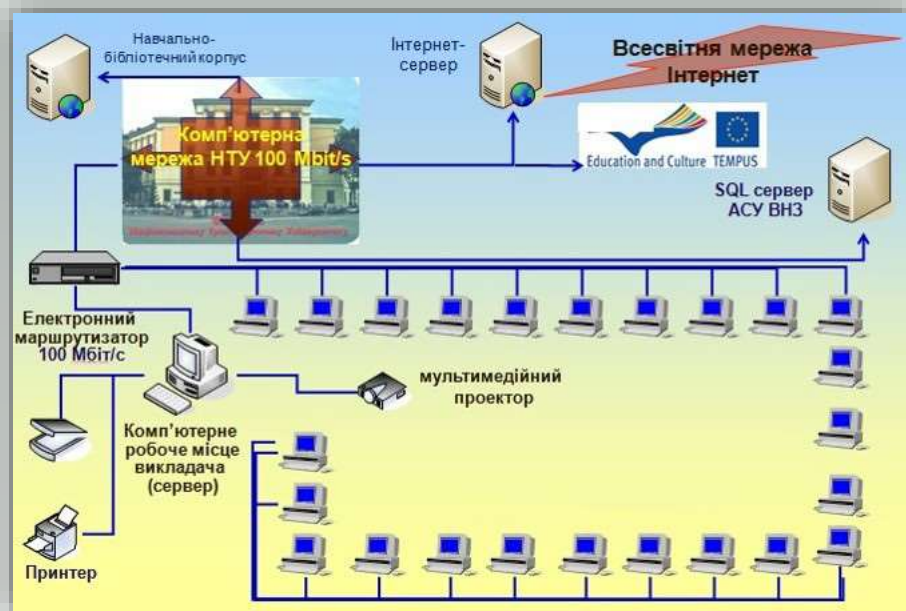 Навчально-
бібліотечний корпус
Інтернет-
сервер
Всесвітня мережа
Інтернет
Комп'ютерна
мережа НТУ 100 Mbit/s
Education and Culture TEMPUS
SQL сервер
АСУ ВНЗ
Електронний
маршрутизатор
100 Мбіт/с
мультимедійний
проектор
Комп'ютерне
робоче місце
викладача
(сервер)
Принтер